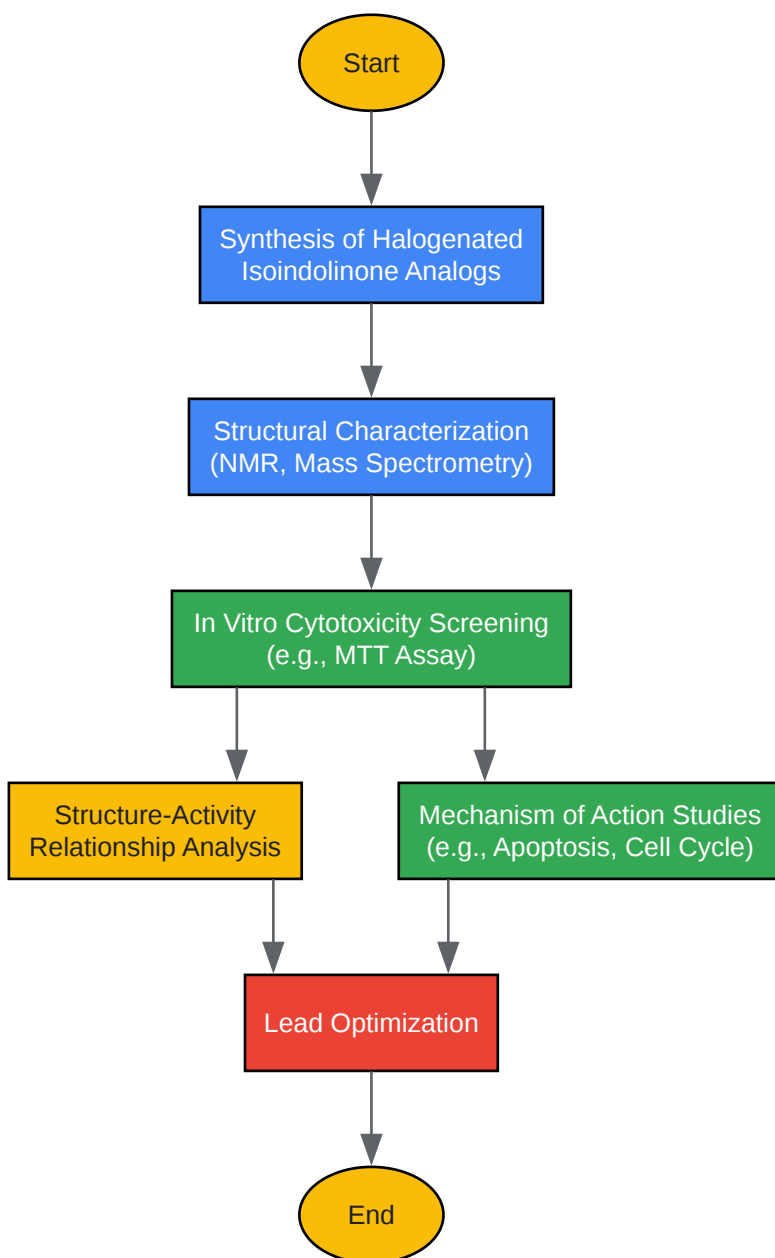 Start
Synthesis of Halogenated
Isoindolinone Analogs
Structural Characterization
(NMR, Mass Spectrometry)
In Vitro Cytotoxicity Screening
(e.g., MTT Assay)
Structure-Activity
Relationship Analysis
Mechanism of Action Studies
(e.g., Apoptosis, Cell Cycle)
Lead Optimization
End